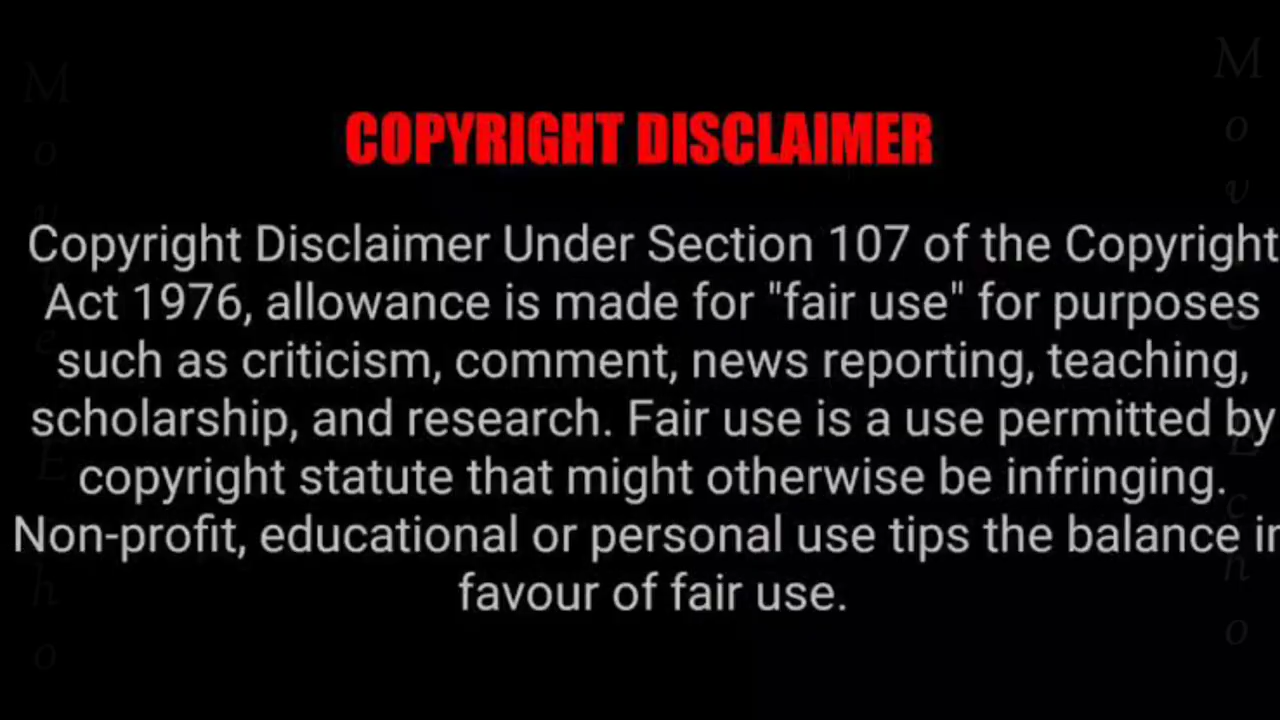 COPYRIGHT DISCLAIMER
Copyright Disclaimer Under Section 107 of the Copyright
Act 1976, allowance is made for "fair use" for purposes
such as criticism, comment, news reporting, teaching,
scholarship, and research. Fair use is a use permitted by
copyright statute that might otherwise be infringing.
Non-profit, educational or personal use tips the balance in
favour of fair use.